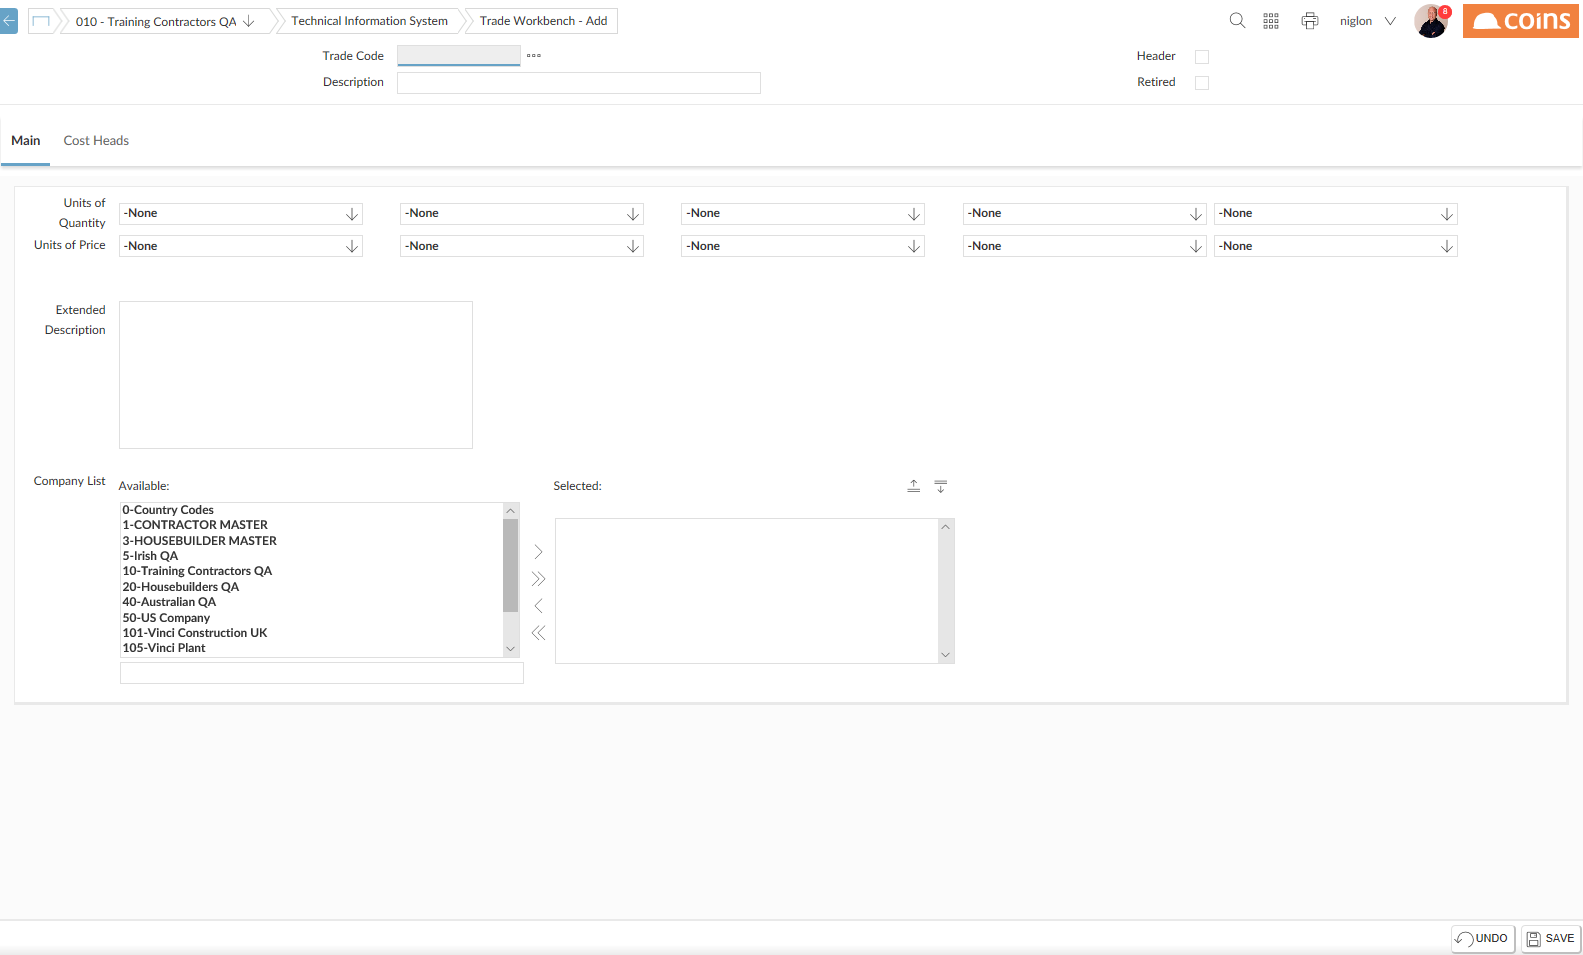 010 - Training Contractors QA
Technical Information System
Trade Workbench - Add
niglon
8
coins
Trade Code
Header
Description
Retired
Main
Cost Heads
Units of Quantity
-None
-None
-None
-None
-None
Units of Price
-None
-None
-None
-None
-None
Extended
Description
Company List
Available:
Selected:
0-Country Codes
1-CONTRACTOR MASTER
3-HOUSEBUILDER MASTER
5-Irish QA
10-Training Contractors QA
20-Housebuilders QA
40-Australian QA
50-US Company
101-Vinci Construction UK
105-Vinci Plant
UNDO
SAVE